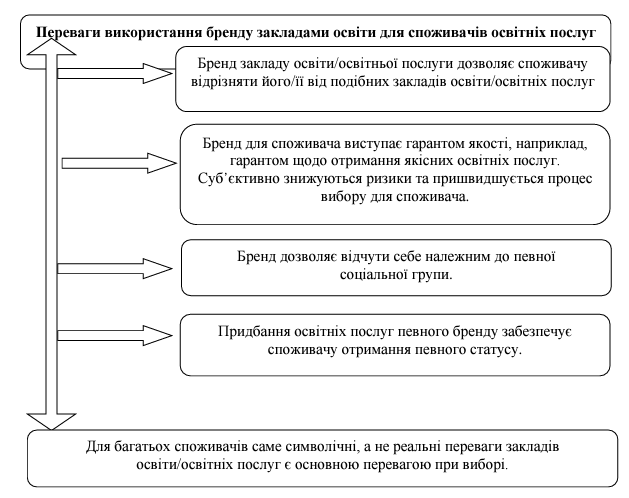 Переваги використання бренду закладами освіти для споживачів освітніх послуг
Бренд закладу освіти/освітньої послуги дозволяє споживачу
відрізняти його/її від подібних закладів освіти/освітніх послуг
Бренд для споживача виступає гарантом якості, наприклад,
гарантом щодо отримання якісних освітніх послуг.
Суб’єктивно знижуються ризики та пришвидшується процес
вибору для споживача.
Бренд дозволяє відчути себе належним до певної
соціальної групи.
Придбання освітніх послуг певного бренду забезпечує
споживачу отримання певного статусу.
Для багатьох споживачів саме символічні, а не реальні переваги закладів
освіти/освітніх послуг є основною перевагою при виборі.